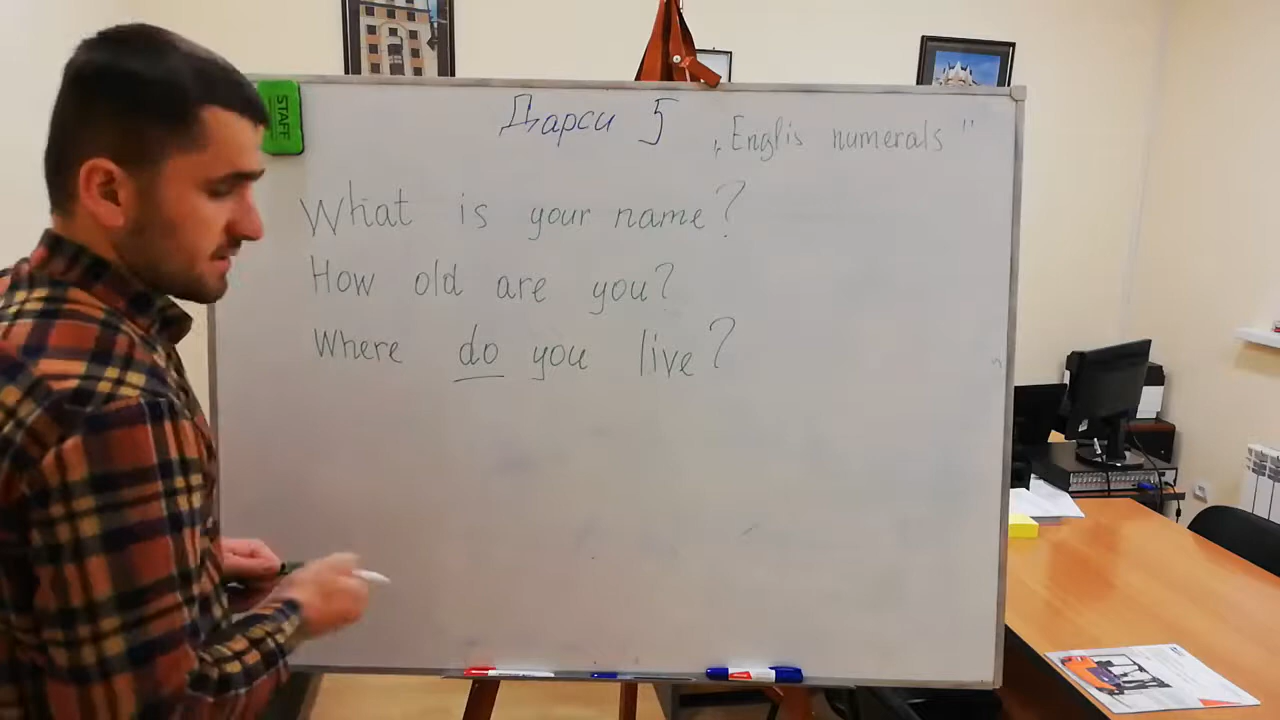 STAFF
Дарси 5
„Englis numerals"
What is your name?
How old are you?
Where do you live?